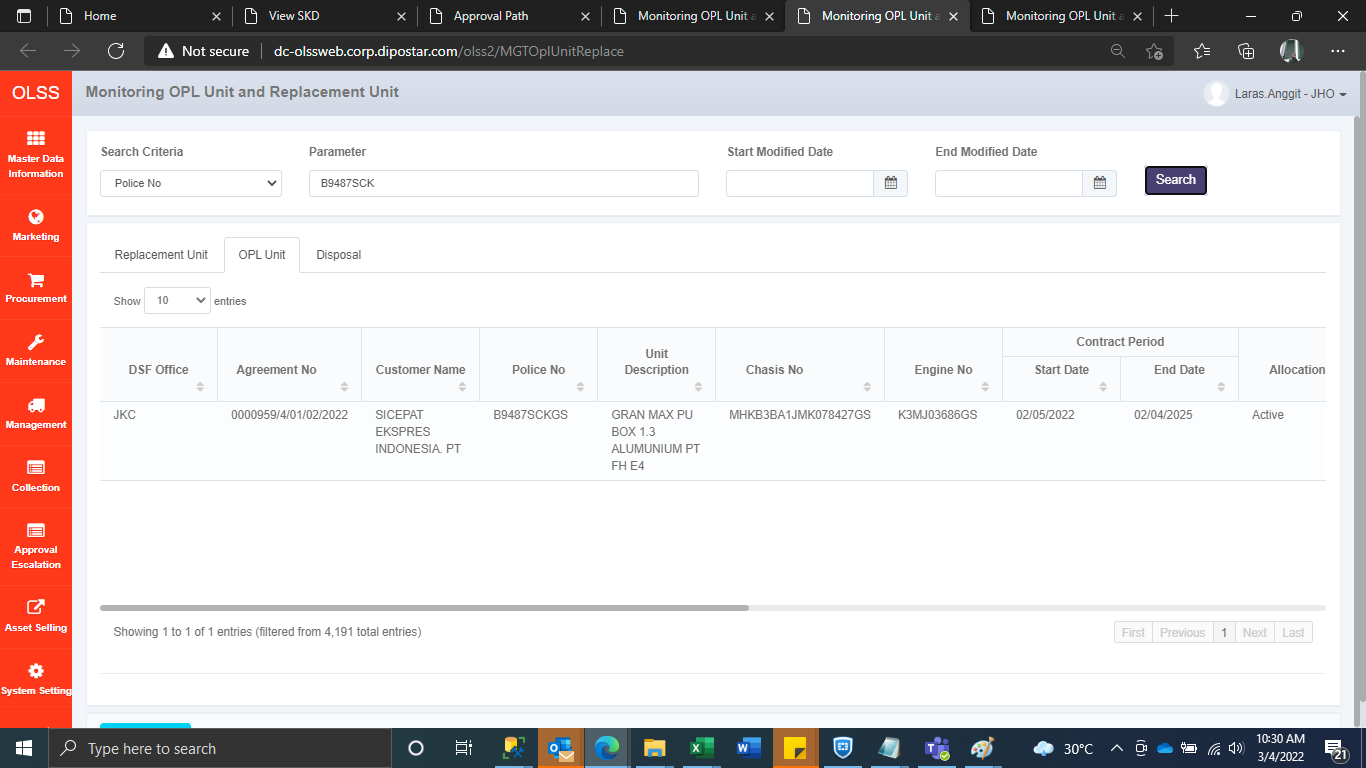 Home
View SKD
Approval Path
Monitoring OPL Unit a
Monitoring OPL Unit a
Monitoring OPL Unit a
Not secure
dc-olssweb.corp.dipostar.com/olss2/MGTOplUnitReplace
OLSS
Monitoring OPL Unit and Replacement Unit
Laras.Anggit - JHO
Master Data
Information
Marketing
Procurement
Maintenance
Management
Collection
Approval
Escalation
Asset Selling
System Setting
Search Criteria
Parameter
Start Modified Date
End Modified Date
Police No
B9487SCK
Search
Replacement Unit
OPL Unit
Disposal
Show 10 entries
Contract Period
DSF Office
Agreement No
Customer Name
Police No
Unit
Description
Chasis No
Engine No
Start Date
End Date
Allocation
JKC
0000959/4/01/02/2022
SICEPAT
EKSPRES
INDONESIA. PT
B9487SCKGS
GRAN MAX PU
BOX 1.3
ALUMUNIUM PT
FH E4
MHKB3BA1JMK078427GS
K3MJ03686GS
02/05/2022
02/04/2025
Active
Showing 1 to 1 of 1 entries (filtered from 4,191 total entries)
First
Previous
1
Next
Last
Type here to search
30°C
10:30 AM
3/4/2022
21